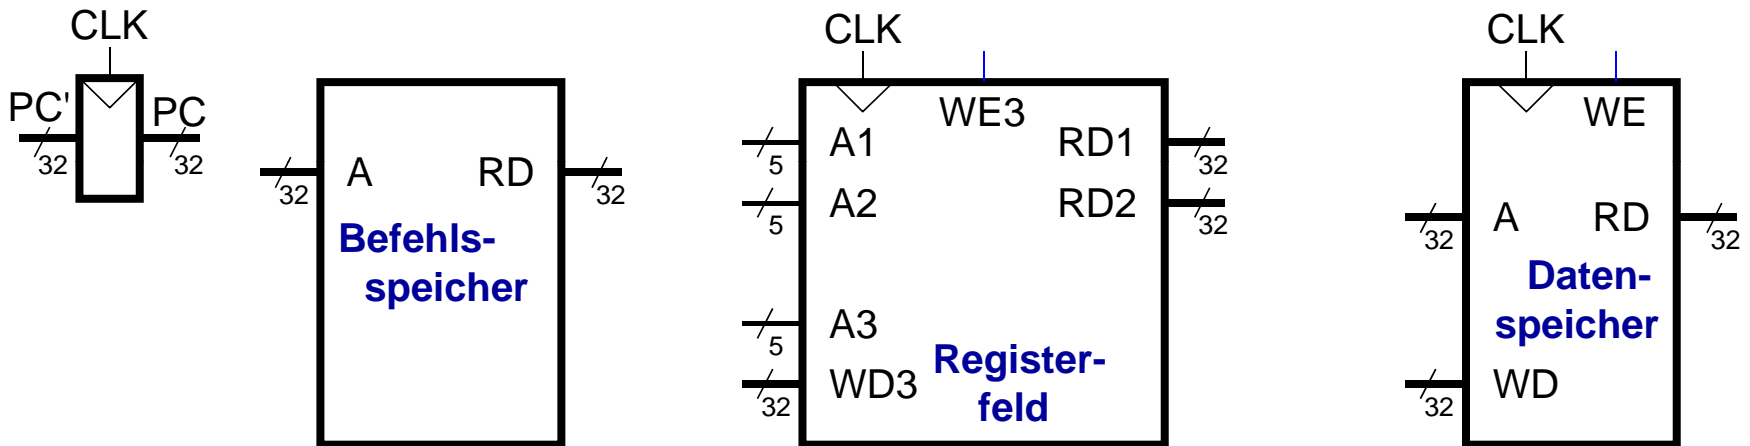 CLK
PC'
PC
32
32
A
RD
32
32
Befehls-
speicher
CLK
WE3
A1
RD1
5
32
A2
RD2
5
32
A3
5
WD3
32
Register-
feld
CLK
WE
A
RD
32
32
Daten-
speicher
WD
32